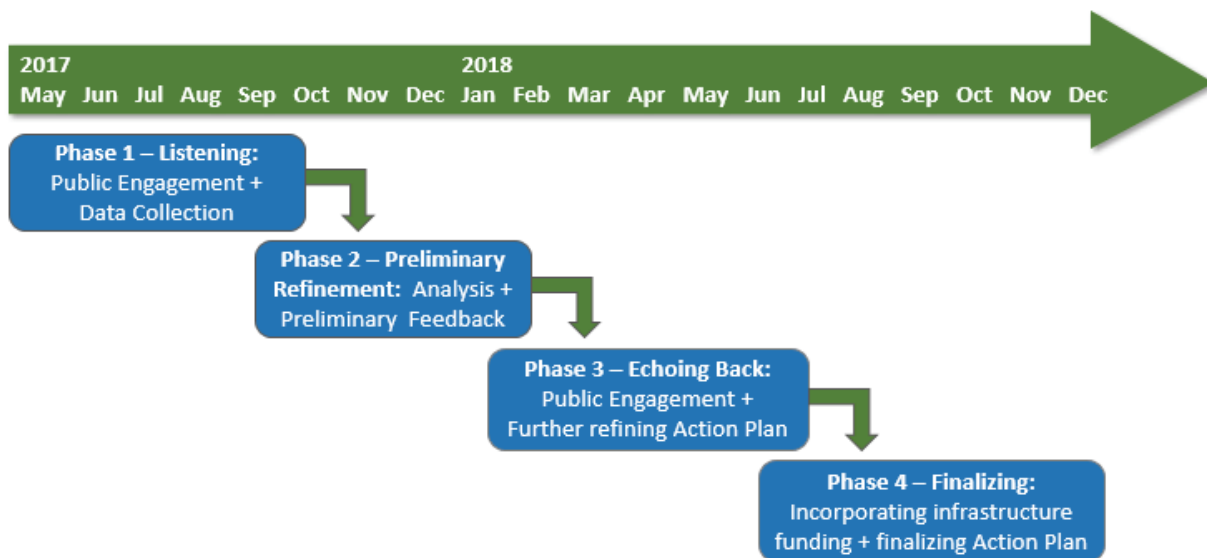 2017 2018
May Jun Jul Aug Sep Oct Nov Dec Jan Feb Mar Apr May Jun Jul Aug Sep Oct Nov Dec
Phase 1 – Listening:
Public Engagement +
Data Collection
Phase 2 – Preliminary
Refinement: Analysis +
Preliminary Feedback
Phase 3 – Echoing Back:
Public Engagement +
Further refining Action Plan
Phase 4 – Finalizing:
Incorporating infrastructure
funding + finalizing Action Plan